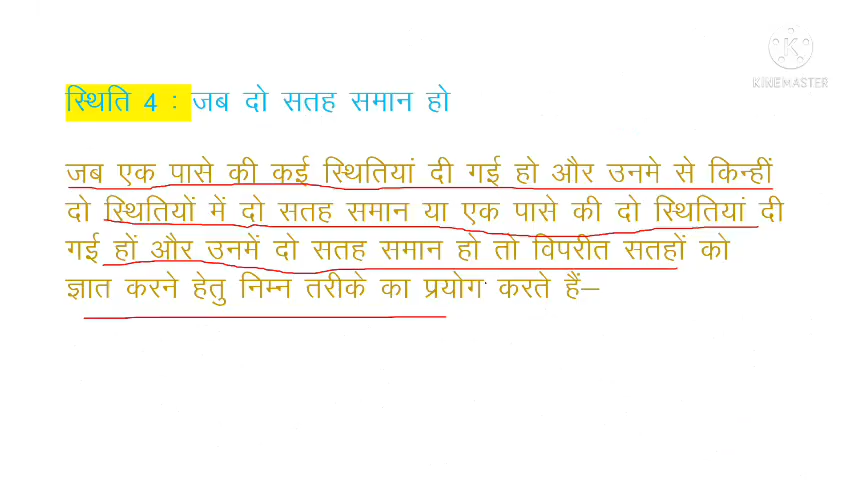 KINEMASTER
स्थिति 4 : जब दो सतह समान हो
जब एक पासे की कई स्थितियां दी गई हो और उनमे से किन्हीं
दो स्थितियों में दो सतह समान या एक पासे की दो स्थितियां दी
गई हों और उनमें दो सतह समान हो तो विपरीत सतहों को
ज्ञात करने हेतु निम्न तरीके का प्रयोग करते हैं–